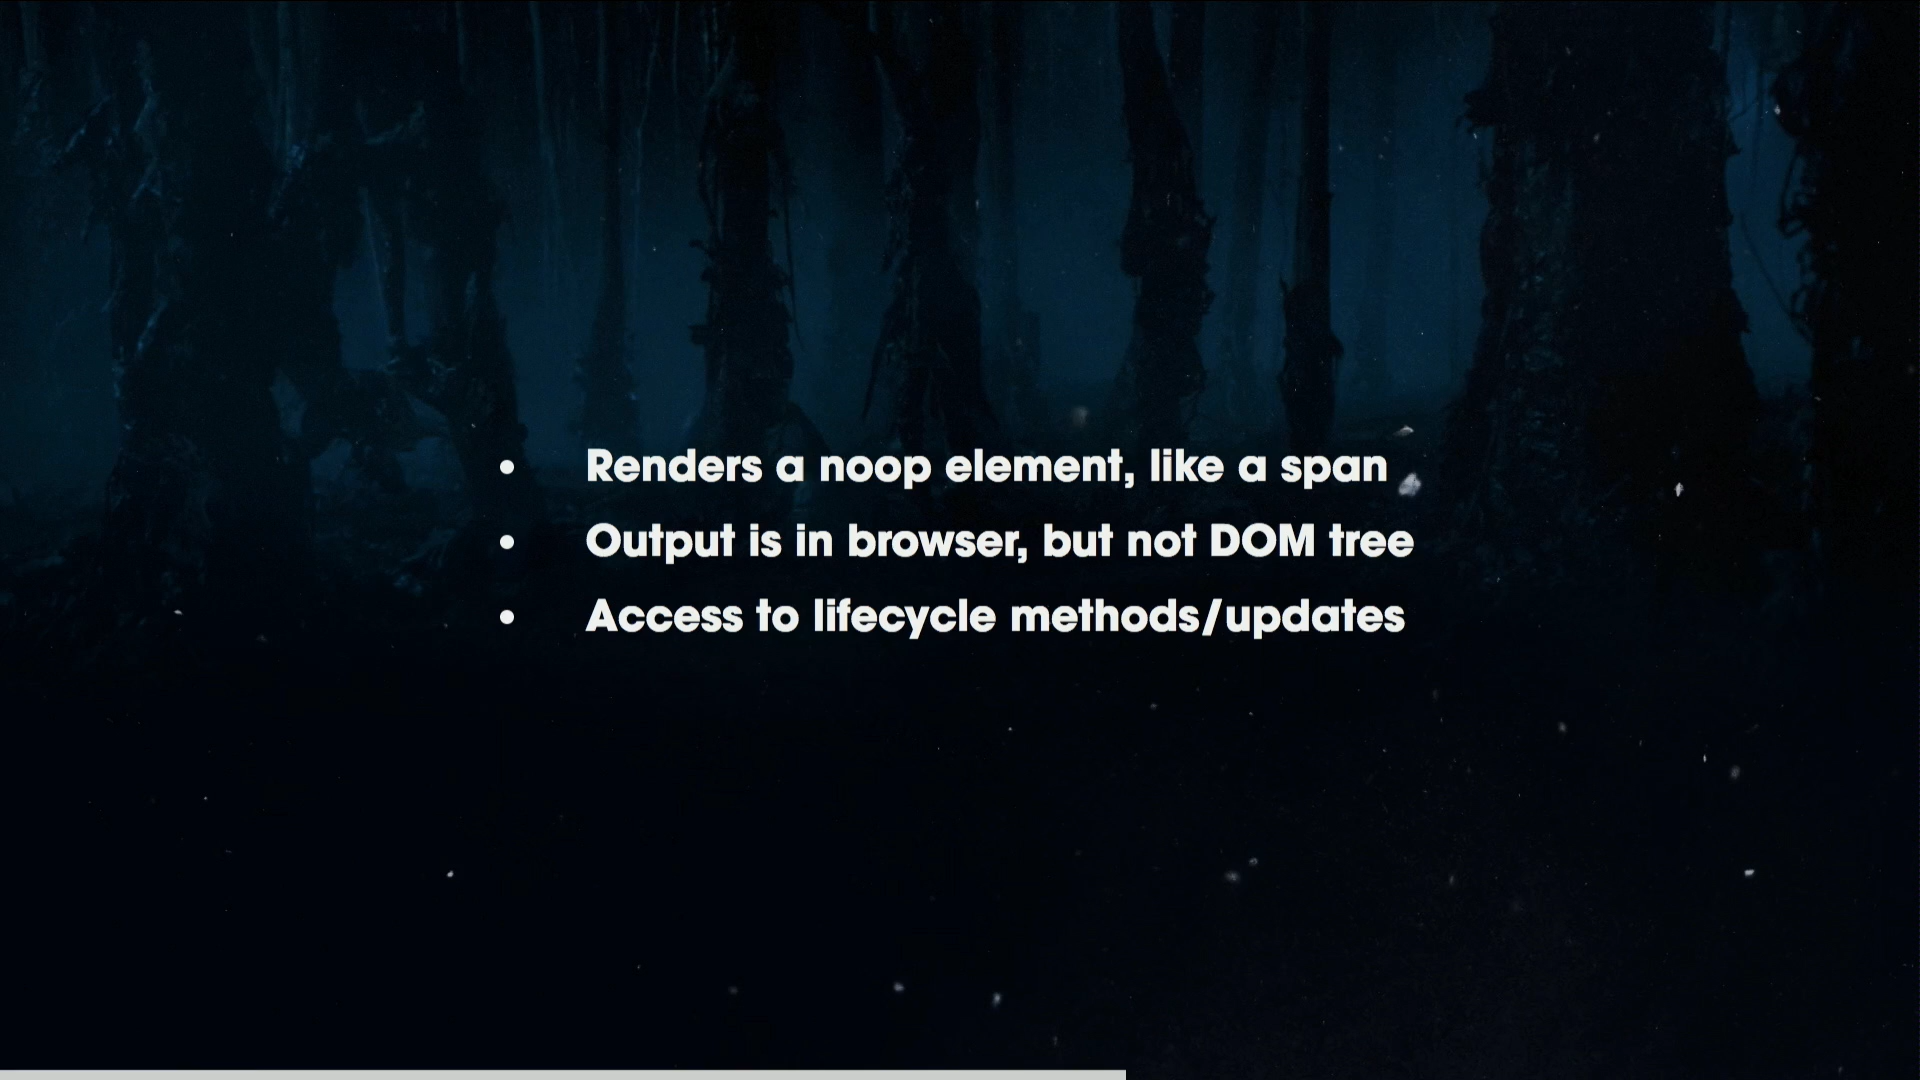 • Renders a noop element, like a span
• Output is in browser, but not DOM tree
• Access to lifecycle methods/updates